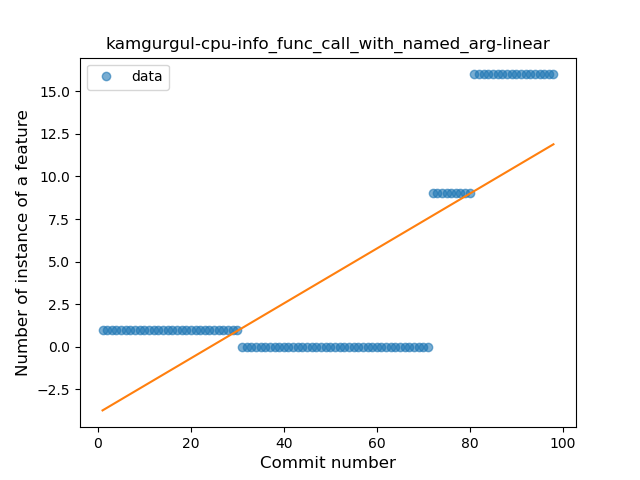 kamgurgul-cpu-info_func_call_with_named_arg-linear
data
Number of instance of a feature
15.0
12.5
10.0
7.5
5.0
2.5
0.0
−2.5
0 20 40 60 80 100
Commit number